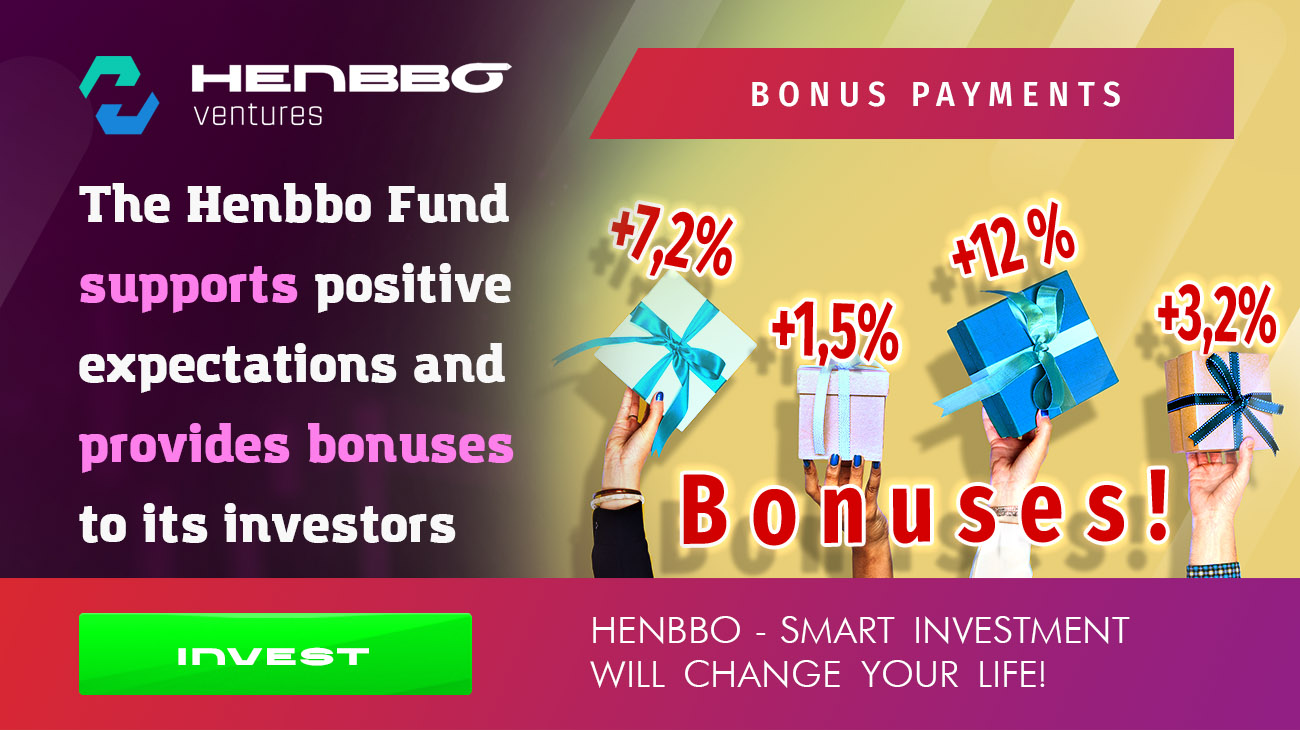 HENBBO
ventures
BONUS PAYMENTS
The Henbbo Fund
supports positive
expectations and
provides bonuses
to its investors
+7,2%
+1,5%
+12%
+3,2%
Bonuses!
INVEST
HENBBO - SMART INVESTMENT
WILL CHANGE YOUR LIFE!